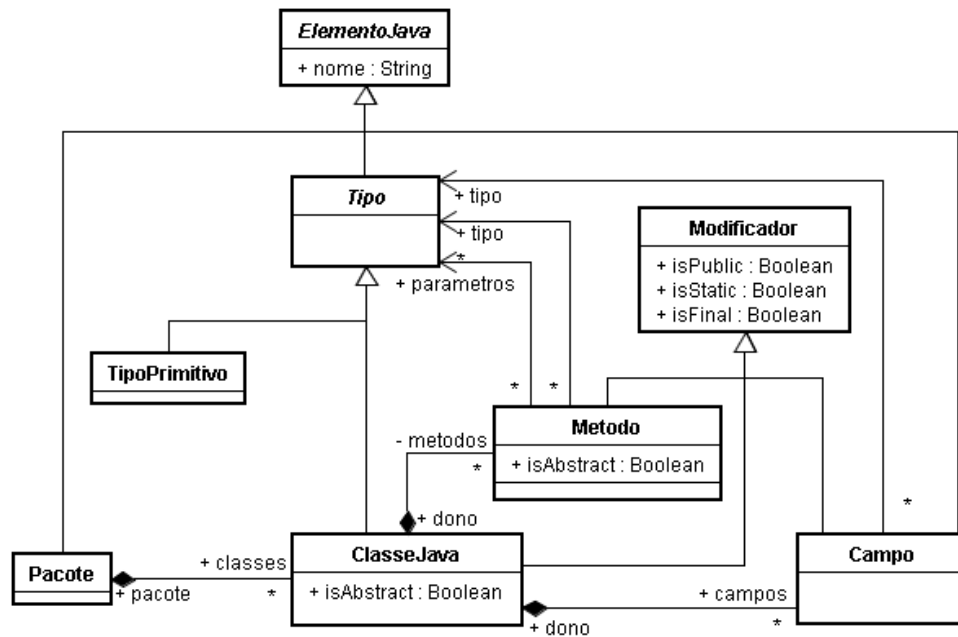 ElementoJava
+ nome : String
Tipo
+ tipo
+ tipo
*
+ parametros
Modificador
+ isPublic : Boolean
+ isStatic : Boolean
+ isFinal : Boolean
TipoPrimitivo
*
*
Metodo
+ isAbstract : Boolean
- metodos
*
+ dono
*
Pacote
+ pacote
+ classes
*
ClasseJava
+ isAbstract : Boolean
+ dono
+ campos
*
Campo